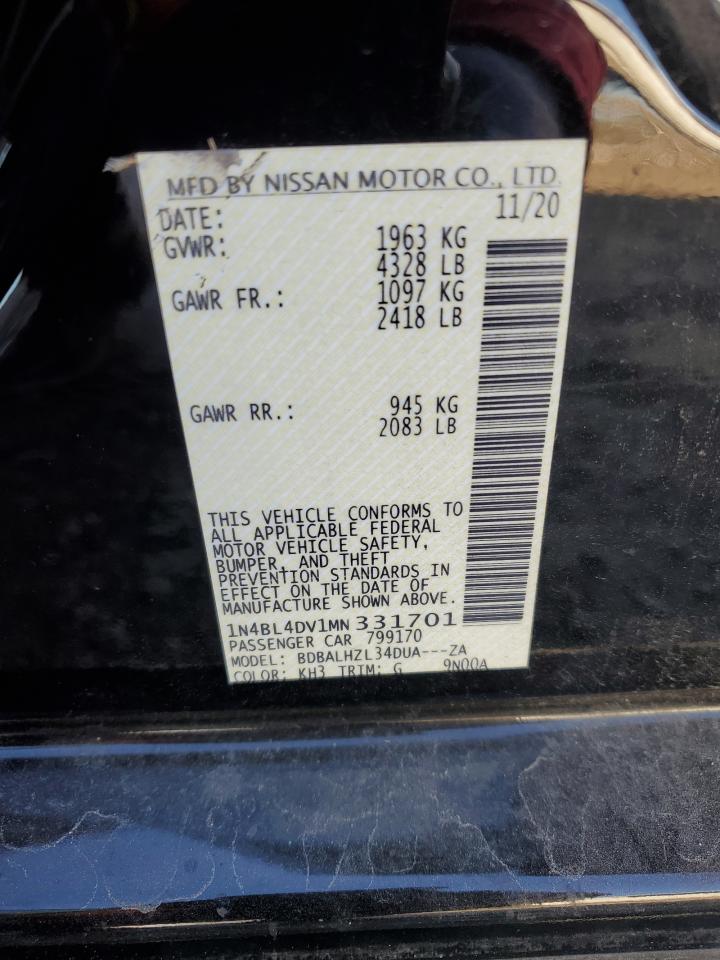 MFD BY NISSAN MOTOR CO., LTD.
DATE: 11/20
GVWR: 1963 KG
4328 LB
GAWR FR.: 1097 KG
2418 LB
GAWR RR.: 945 KG
2083 LB
THIS VEHICLE CONFORMS TO
ALL APPLICABLE FEDERAL
MOTOR VEHICLE SAFETY,
BUMPER, AND THEFT
PREVENTION STANDARDS IN
EFFECT ON THE DATE OF
MANUFACTURE SHOWN ABOVE.
1N4BL4DV1MN 331701
PASSENGER CAR 799170
MODEL: BDBALHZL34DUA---ZA
COLOR: KH3 TRIM: G 9N00A